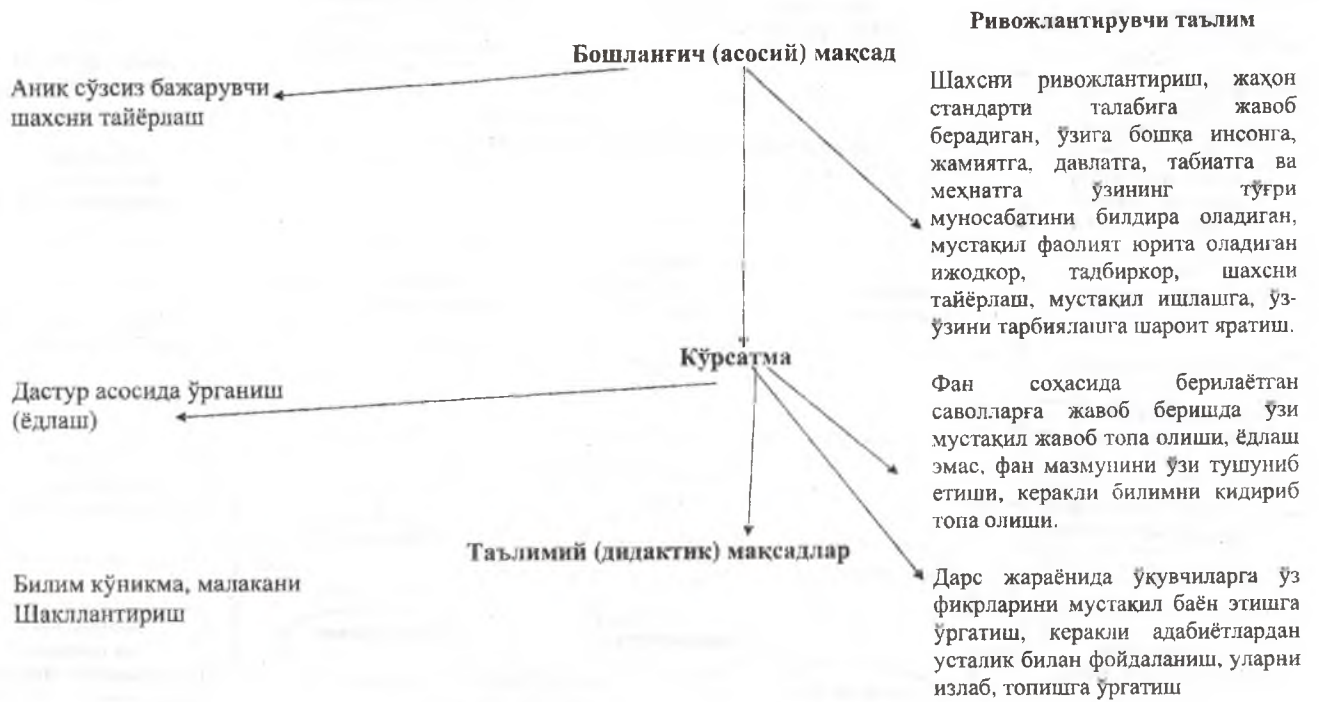 Ривожлантирувчи таълим
Бошланғич (асосий) мақсад
Аниқ сўзсиз бажарувчи
шахсни тайёрлаш
Шахсни ривожлантириш, жаҳон
стандарти талабига жавоб
берадиган, ўзига бошқа инсонга,
жамиятга, давлатга, табиатга ва
меҳнатга ўзининг тўғри
муносабатини билдира оладиган,
мустақил фаолият юрита оладиган
ижодкор, тадбиркор, шахсни
тайёрлаш, мустақил ишлашга, ўз-
ўзини тарбиялашга шароит яратиш.
Кўрсатма
Дастур асосида ўрганиш
(ёдлаш)
Фан соҳасида берилаётган
саволларга жавоб беришда ўзи
мустақил жавоб топа олиши, ёдлаш
эмас, фан мазмунини ўзи тушуниб
етиши, керакли билимни кидириб
топа олиши.
Таълимий (дидактик) мақсадлар
Билим кўникма, малакани
Шакллантириш
Дарс жараёнида ўқувчиларга ўз
фикрларини мустақил баён этишга
ўргатиш, керакли адабиётлардан
усталик билан фойдаланиш, уларни
излаб, топишга ўргатиш